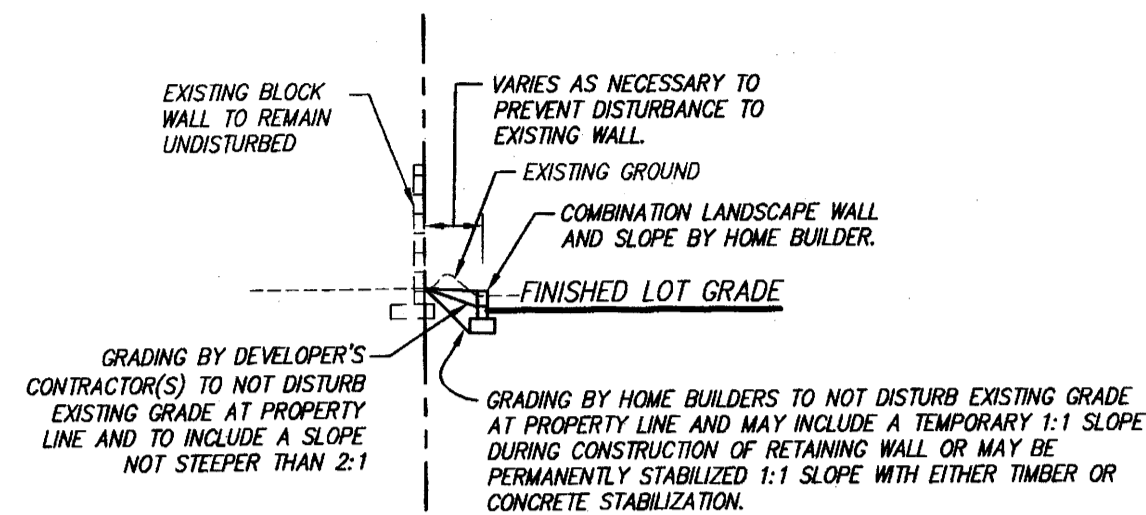 EXISTING BLOCK
WALL TO REMAIN
UNDISTURBED
VARIES AS NECESSARY TO
PREVENT DISTURBANCE TO
EXISTING WALL.
EXISTING GROUND
COMBINATION LANDSCAPE WALL
AND SLOPE BY HOME BUILDER.
FINISHED LOT GRADE
GRADING BY DEVELOPER'S
CONTRACTOR(S) TO NOT DISTURB
EXISTING GRADE AT PROPERTY
LINE AND TO INCLUDE A SLOPE
NOT STEEPER THAN 2:1
GRADING BY HOME BUILDERS TO NOT DISTURB EXISTING GRADE
AT PROPERTY LINE AND MAY INCLUDE A TEMPORARY 1:1 SLOPE
DURING CONSTRUCTION OF RETAINING WALL OR MAY BE
PERMANENTLY STABILIZED 1:1 SLOPE WITH EITHER TIMBER OR
CONCRETE STABILIZATION.